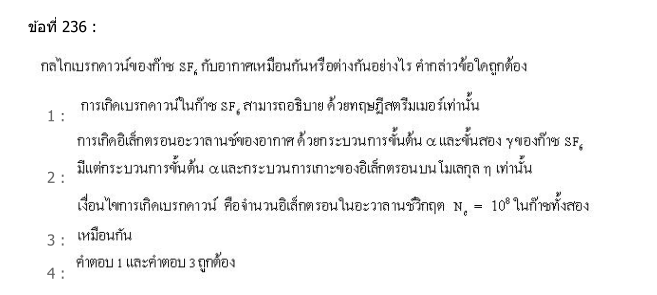 ข้อที่ 236 :
กลไกเบรกดาวน์ของก๊าซ SF₆ กับอากาศเหมือนกันหรือต่างกันอย่างไร คำกล่าวข้อใดถูกต้อง
1 : การเกิดเบรกดาวน์ในก๊าซ SF₆ สามารถอธิบาย ด้วยทฤษฎีสตรีมเมอร์เท่านั้น
การเกิดอิเล็กตรอนอะวาลานช์ของอากาศ ด้วยกระบวนการขั้นต้น α และขั้นสอง γ ของก๊าซ SF₆
2 : มีแต่กระบวนการขั้นต้น α และกระบวนการเกาะของอิเล็กตรอนบน โมเลกุล η เท่านั้น
เงื่อนไขการเกิดเบรกดาวน์ คือจำนวนอิเล็กตรอนในอะวาลานช์วิกฤต Nₑ = 10⁸ ในก๊าซทั้งสอง
3 : เหมือนกัน
4 : คำตอบ 1 และคำตอบ 3 ถูกต้อง